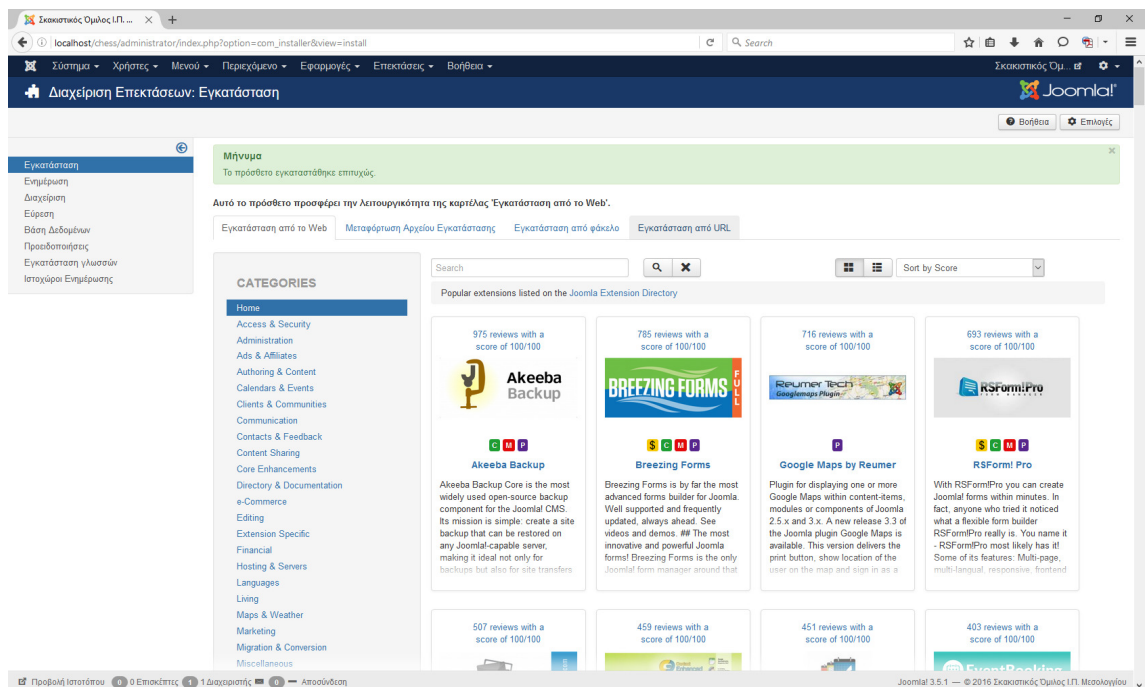 Σκακιστικός Όμιλος Ι.Π. ...
localhost/chess/administrator/index.php?option=com_installer&view=install
Search
Σύστημα Χρήστες Μενού Περιεχόμενο Εφαρμογές Επεκτάσεις Βοήθεια
Σκακιστικός Όμ...
Διαχείριση Επεκτάσεων: Εγκατάσταση
Joomla!
Βοήθεια
Επιλογές
Εγκατάσταση
Ενημέρωση
Διαχείριση
Εύρεση
Βάση Δεδομένων
Προειδοποιήσεις
Εγκατάσταση γλωσσών
Ιστοχώροι Ενημέρωσης
Μήνυμα
Το πρόσθετο εγκαταστάθηκε επιτυχώς.
Αυτό το πρόσθετο προσφέρει την λειτουργικότητα της καρτέλας 'Εγκατάσταση από το Web'.
Εγκατάσταση από το Web
Μεταφόρτωση Αρχείου Εγκατάστασης
Εγκατάσταση από φάκελο
Εγκατάσταση από URL
CATEGORIES
Home
Access & Security
Administration
Ads & Affiliates
Authoring & Content
Calendars & Events
Clients & Communities
Communication
Contacts & Feedback
Content Sharing
Core Enhancements
Directory & Documentation
e-Commerce
Editing
Extension Specific
Financial
Hosting & Servers
Languages
Living
Maps & Weather
Marketing
Migration & Conversion
Miscellaneous
Search
Sort by Score
Popular extensions listed on the Joomla Extension Directory
975 reviews with a
score of 100/100
Akeeba
Backup
C M P
Akeeba Backup
Akeeba Backup Core is the most
widely used open-source backup
component for the Joomla! CMS.
Its mission is simple: create a site
backup that can be restored on
any Joomla!-capable server,
making it ideal not only for
backups but also for site transfers
785 reviews with a
score of 100/100
BREEZING FORMS
FULL
$ C M P
Breezing Forms
Breezing Forms is by far the most
advanced forms builder for Joomla.
Well supported and frequently
updated, always ahead. See
videos and demos. ## The most
innovative and powerful Joomla
forms! Breezing Forms is the only
Joomla! form manager around that
716 reviews with a
score of 100/100
Reumer Tech
Googlemaps Plugin
P
Google Maps by Reumer
Plugin for displaying one or more
Google Maps within content-items,
modules or components of Joomla
2.5.x and 3.x. A new release 3.3 of
the Joomla plugin Google Maps is
available. This version delivers the
print button, show location of the
user on the map and sign in as a
693 reviews with a
score of 100/100
RSForm!Pro
$ C M P
RSForm! Pro
With RSForm!Pro you can create
Joomla! forms within minutes. In
fact, anyone who tried it noticed
what a flexible form builder
RSForm!Pro really is. You name it
- RSForm!Pro most likely has it!
Some of its features: Multi-page,
multi-langual, responsive, frontend
507 reviews with a
score of 100/100
459 reviews with a
score of 100/100
451 reviews with a
score of 100/100
403 reviews with a
score of 100/100
EventBooking
Προβολή Ιστοτόπου 0 0 Επισκέπτες 1 1 Διαχειριστής 0 Αποσύνδεση
Joomla! 3.5.1 — © 2016 Σκακιστικός Όμιλος Ι.Π. Μεσολογγίου